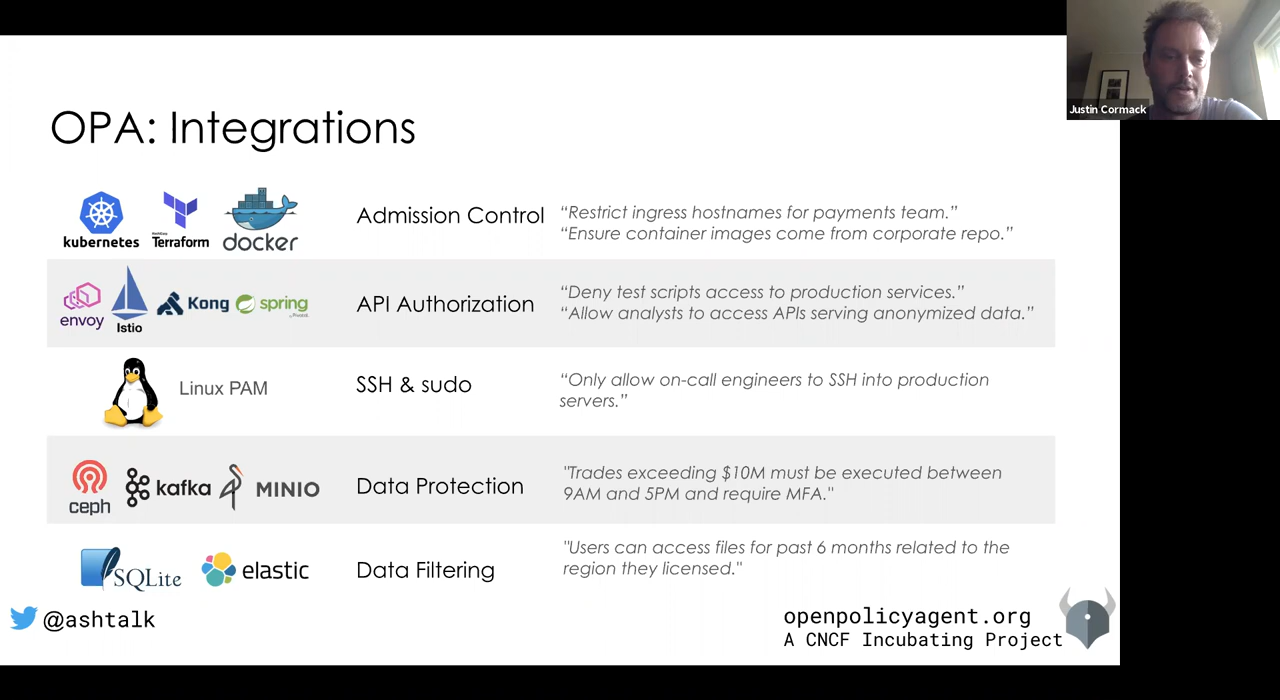 Justin Cormack
OPA: Integrations
kubernetes
Terraform
docker
Admission Control
“Restrict ingress hostnames for payments team.”
“Ensure container images come from corporate repo.”
envoy
Istio
Kong
spring
API Authorization
“Deny test scripts access to production services.”
“Allow analysts to access APIs serving anonymized data.”
Linux PAM
SSH & sudo
“Only allow on-call engineers to SSH into production
servers.”
ceph
kafka
MINIO
Data Protection
"Trades exceeding $10M must be executed between
9AM and 5PM and require MFA."
SQLite
elastic
Data Filtering
"Users can access files for past 6 months related to the
region they licensed."
@ashtalk
openpolicyagent.org
A CNCF Incubating Project